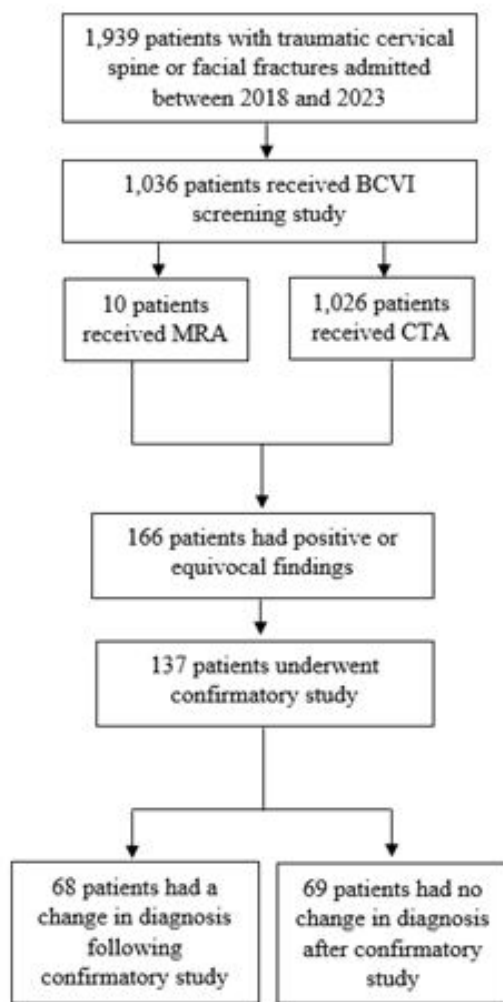 1,939 patients with traumatic cervical
spine or facial fractures admitted
between 2018 and 2023
1,036 patients received BCVI
screening study
10 patients
received MRA
1,026 patients
received CTA
166 patients had positive or
equivocal findings
137 patients underwent
confirmatory study
68 patients had a
change in diagnosis
following
confirmatory study
69 patients had no
change in diagnosis
after confirmatory
study